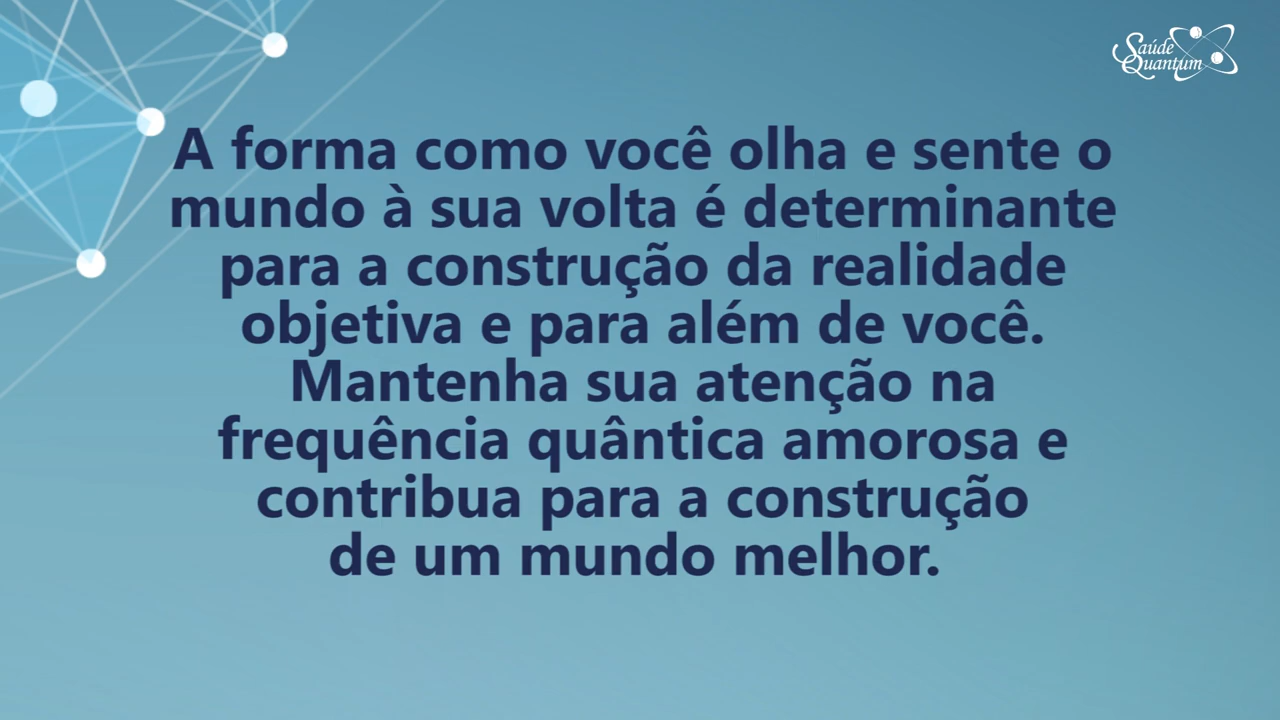 Saúde
Quantum
A forma como você olha e sente o
mundo à sua volta é determinante
para a construção da realidade
objetiva e para além de você.
Mantenha sua atenção na
frequência quântica amorosa e
contribua para a construção
de um mundo melhor.